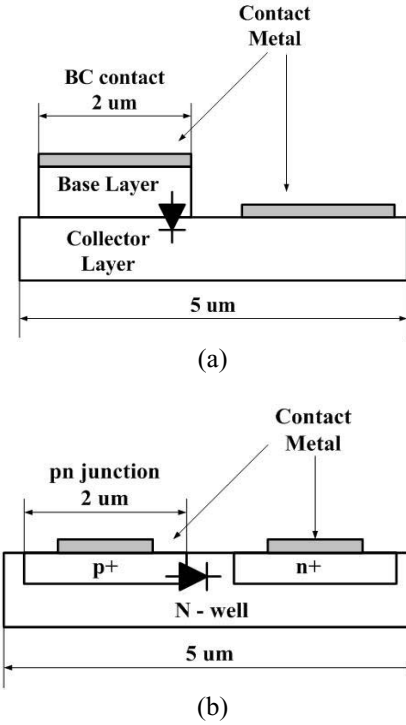 Contact
Metal
BC contact
2 um
Base Layer
Collector
Layer
5 um
(a)
Contact
Metal
pn junction
2 um
p+
n+
N - well
5 um
(b)